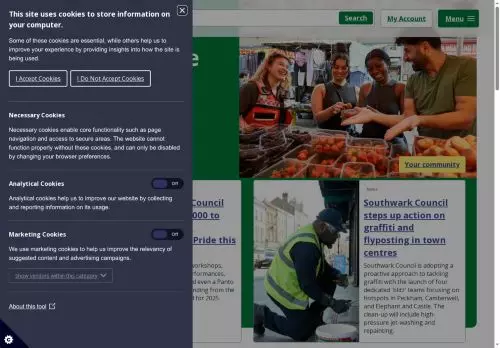 This site uses cookies to store information on
your computer.
Some of these cookies are essential, while others help us to
improve your experience by providing insights into how the site is
being used.
I Accept Cookies
I Do Not Accept Cookies
Necessary Cookies
Necessary cookies enable core functionality such as page
navigation and access to secure areas. The website cannot
function properly without these cookies, and can only be disabled
by changing your browser preferences.
Analytical Cookies
Off
Analytical cookies help us to improve our website by collecting
and reporting information on its usage.
Marketing Cookies
Off
We use marketing cookies to help us improve the relevancy of
suggested content and advertising campaigns.
Show vendors within this category
About this tool
Search
My Account
Menu
e
Your community
Council
000 to
Pride this
workshops,
formances,
d even a Panto
nding from the
d for 2025
News
Southwark Council
steps up action on
graffiti and
flyposting in town
centres
Southwark Council is adopting a
proactive approach to tackling
graffiti with the launch of four
dedicated 'blitz' teams focusing on
hotspots in Peckham, Camberwell,
and Elephant and Castle. The
clean-up will include high-
pressure jet-washing and
repainting.